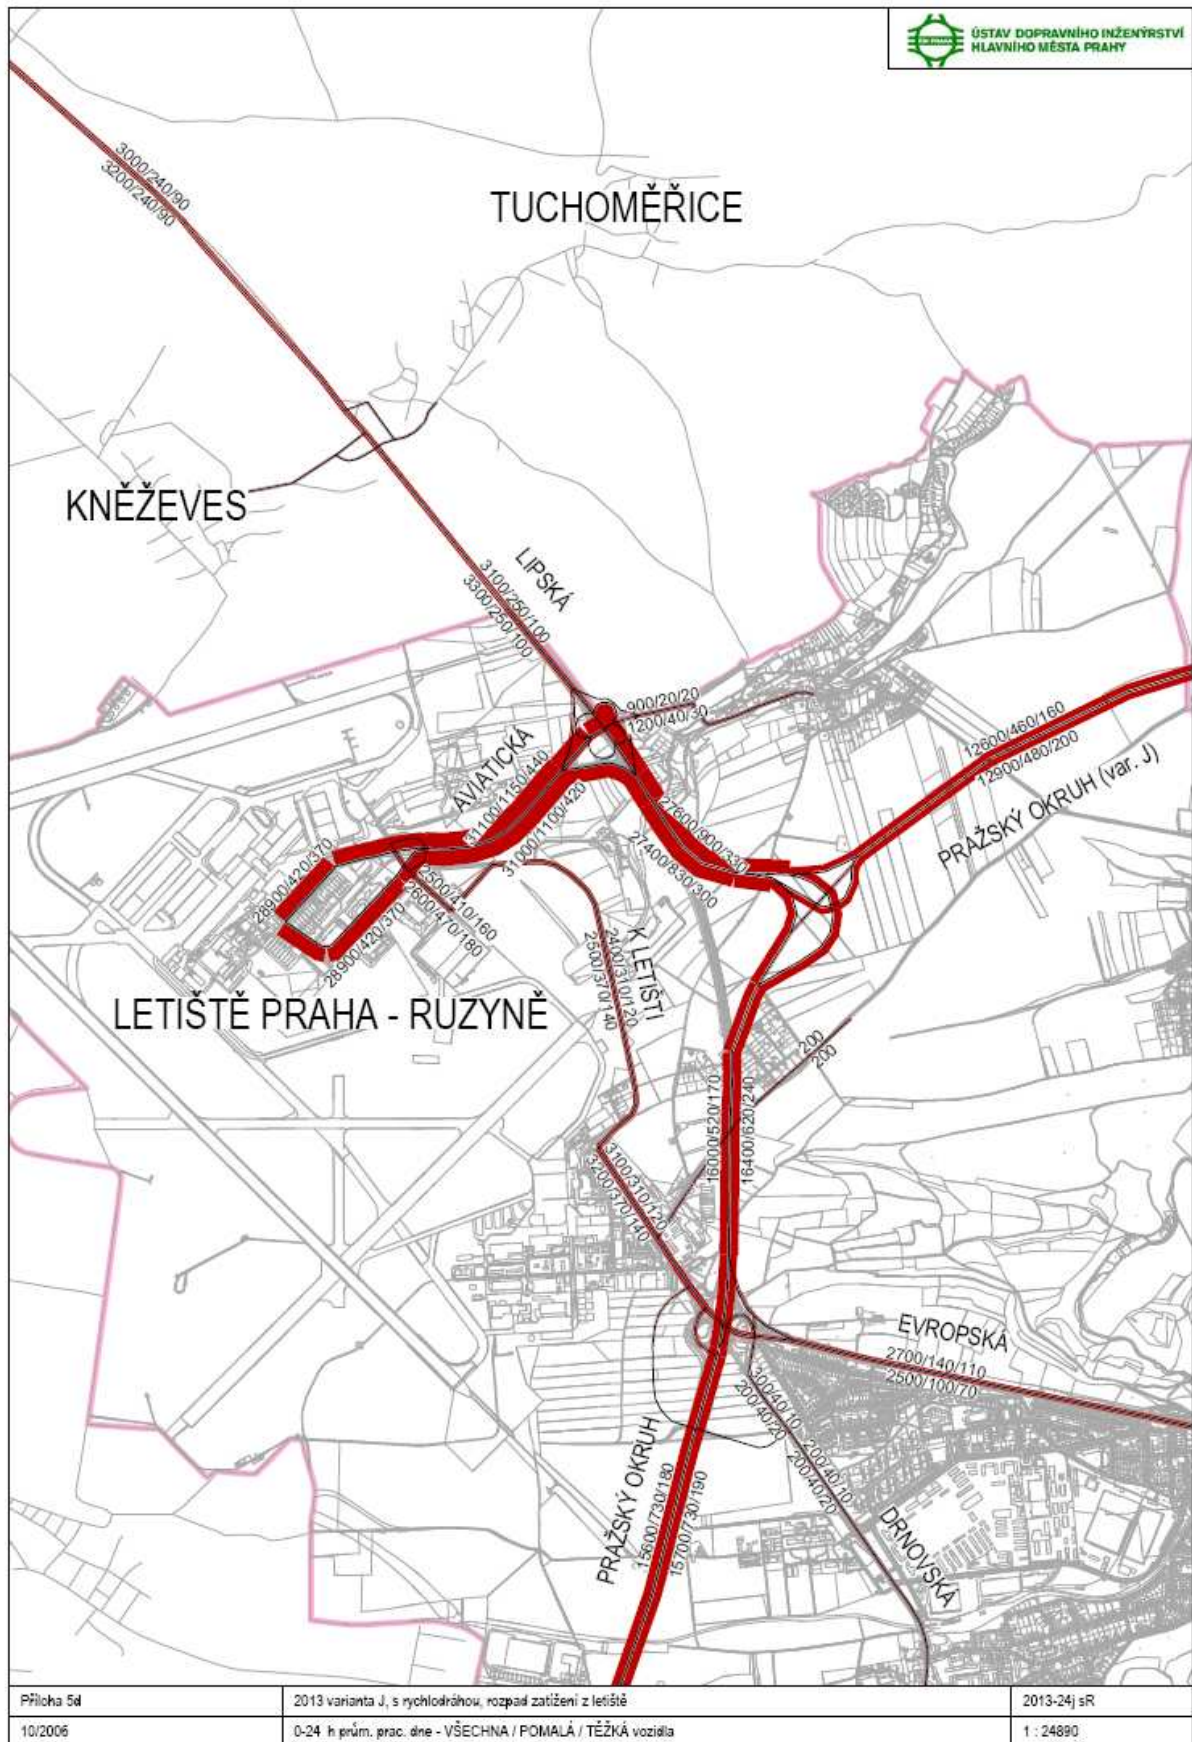 ÚSTAV DOPRAVNÍHO INŽENÝRSTVÍ
HLAVNÍHO MĚSTA PRAHY
3000/240/90
3200/240/90
TUCHOMĚŘICE
KNĚŽEVES
LIPSKÁ
3100/250/100
3300/250/100
900/20/20
1200/40/30
12600/460/160
12900/480/200
PRAŽSKÝ OKRUH (var. J)
AVIATICKÁ
31100/1150/440
31000/1100/420
27600/900/330
27400/830/300
28900/420/370
28900/420/370
2500/410/160
2600/470/180
K LETIŠTI
2400/310/120
2500/370/140
LETIŠTĚ PRAHA - RUZYNĚ
200
200
16000/520/170
16400/620/240
3100/310/120
3200/370/140
EVROPSKÁ
2700/140/110
2500/100/70
300/40/10
200/40/20
200/40/10
200/40/20
PRAŽSKÝ OKRUH
15600/730/180
15700/730/190
DRNOVSKÁ
Příloha 5d
2013 varianta J, s rychlodráhou, rozpad zatížení z letiště
2013-24j sR
10/2006
0-24 h prům. prac. dne - VŠECHNA / POMALÁ / TĚŽKÁ vozidla
1 : 24890